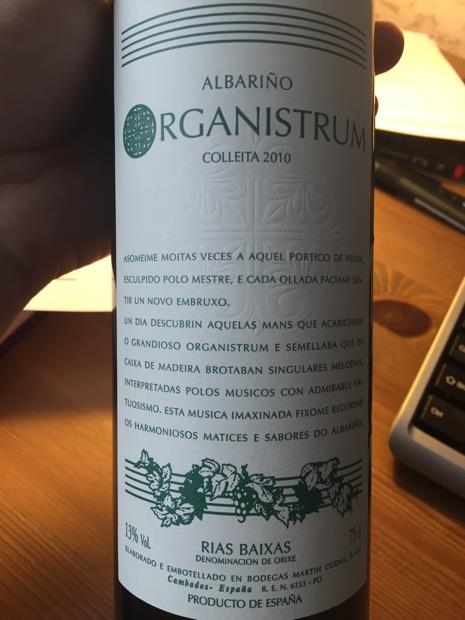 ALBARIÑO
ORGANISTRUM
COLLEITA 2010
ASOMEIME MOITAS VECES A AQUEL PORTICO DE PEDRA,
ESCULPIDO POLO MESTRE, E CADA OLLADA FACIAME SEN-
TIR UN NOVO EMBRUXO.
UN DIA DESCUBRIN AQUELAS MANS QUE ACARICIABAN
O GRANDIOSO ORGANISTRUM E SEMELLABA QUE DA
CAIXA DE MADEIRA BROTABAN SINGULARES MELODIAS,
INTERPRETADAS POLOS MUSICOS CON ADMIRABLE VIR-
TUOSISMO. ESTA MUSICA IMAXINADA FIXOME RECORDAR
OS HARMONIOSOS MATICES E SABORES DO ALBARIÑO.
13% Vol.
75 cl.
RIAS BAIXAS
DENOMINACION DE ORIXE
ELABORADO E EMBOTELLADO EN BODEGAS MARTIN CODAX, S.A.U.
Cambados- España R. E. N. 6153 - PO
PRODUCTO DE ESPAÑA